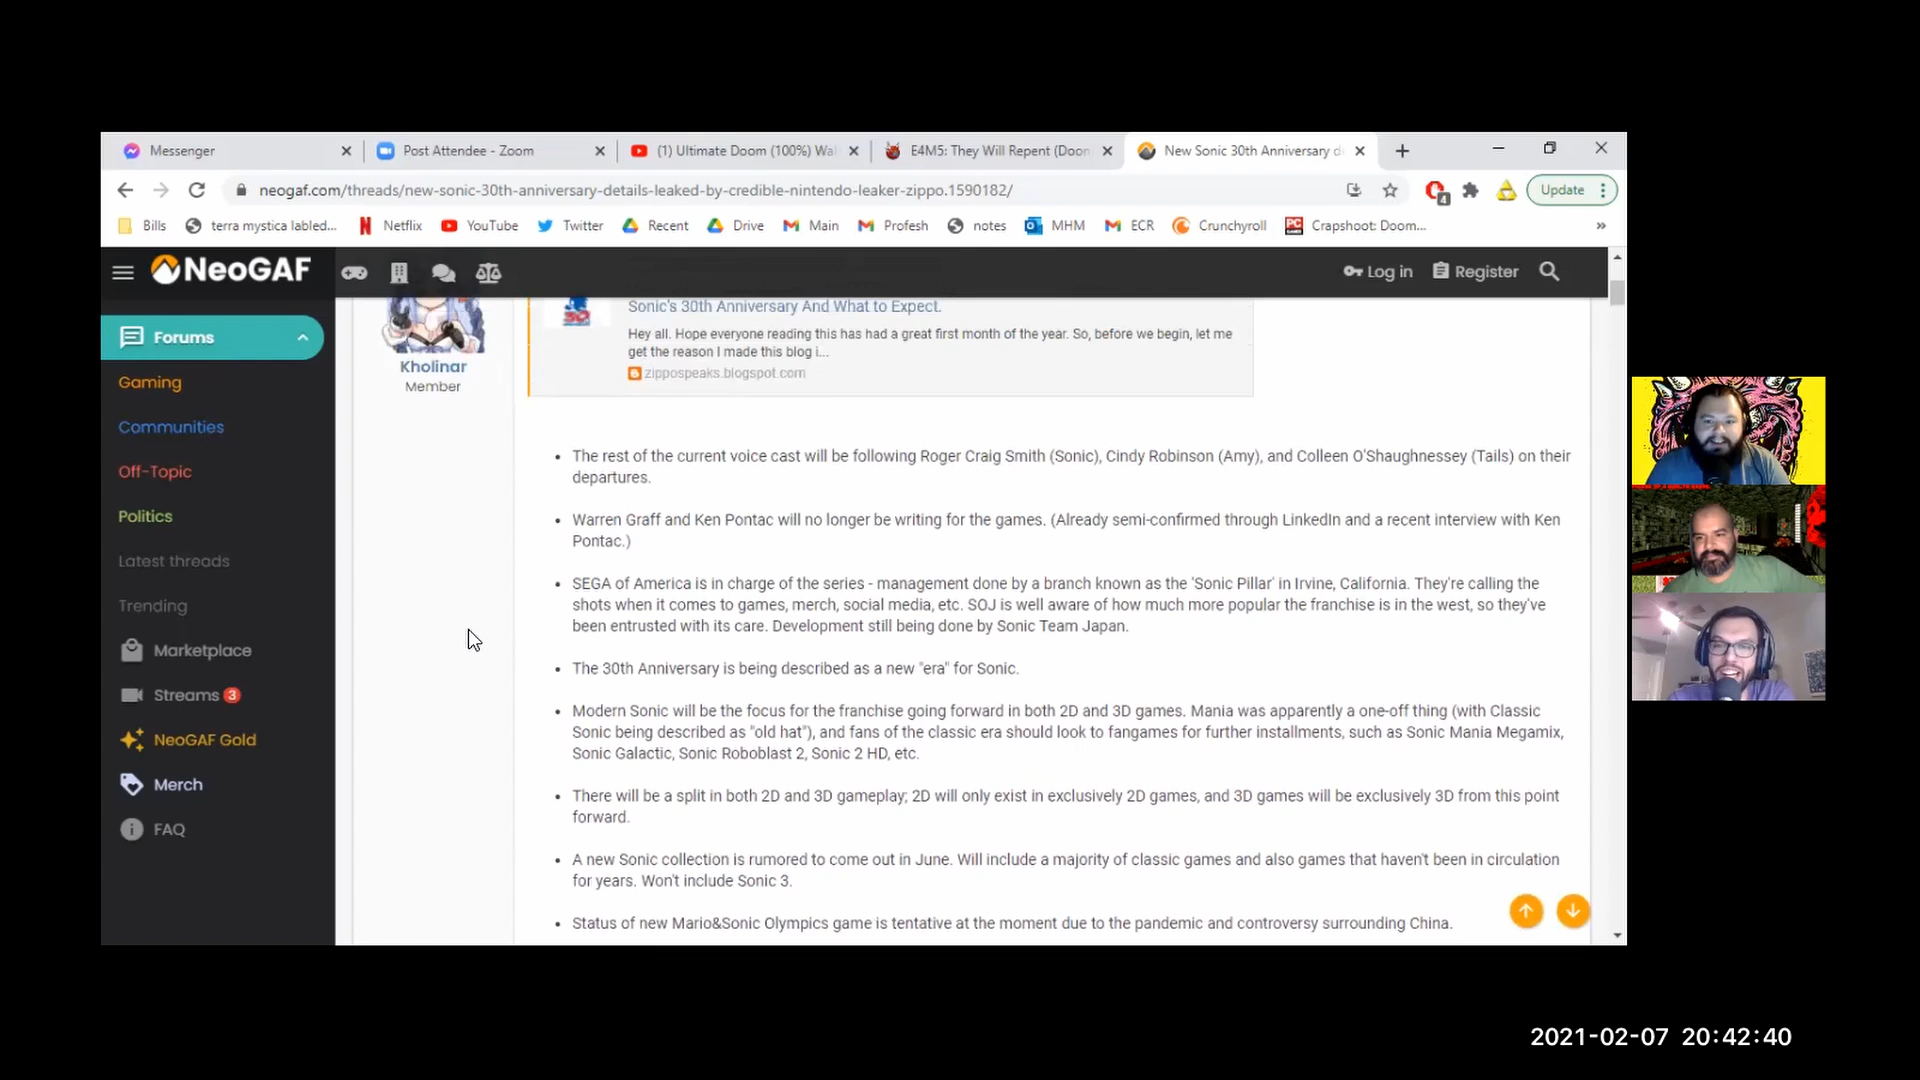 Messenger
Post Attendee - Zoom
(1) Ultimate Doom (100%) Wal
E4M5: They Will Repent (Doon
New Sonic 30th Anniversary d
neogaf.com/threads/new-sonic-30th-anniversary-details-leaked-by-credible-nintendo-leaker-zippo.1590182/
4
Update
Bills
terra mystica labled...
Netflix
YouTube
Twitter
Recent
Drive
Main
Profesh
notes
MHM
ECR
Crunchyroll
Crapshoot: Doom...
»
NeoGAF
Log in
Register
Forums
Gaming
Communities
Off-Topic
Politics
Latest threads
Trending
Marketplace
Streams 3
NeoGAF Gold
Merch
FAQ
Kholinar
Member
30
Sonic's 30th Anniversary And What to Expect.
Hey all. Hope everyone reading this has had a great first month of the year. So, before we begin, let me
get the reason I made this blog i...
zippospeaks.blogspot.com
• The rest of the current voice cast will be following Roger Craig Smith (Sonic), Cindy Robinson (Amy), and Colleen O'Shaughnessey (Tails) on their
departures.
• Warren Graff and Ken Pontac will no longer be writing for the games. (Already semi-confirmed through LinkedIn and a recent interview with Ken
Pontac.)
• SEGA of America is in charge of the series - management done by a branch known as the 'Sonic Pillar' in Irvine, California. They're calling the
shots when it comes to games, merch, social media, etc. SOJ is well aware of how much more popular the franchise is in the west, so they've
been entrusted with its care. Development still being done by Sonic Team Japan.
• The 30th Anniversary is being described as a new "era" for Sonic.
• Modern Sonic will be the focus for the franchise going forward in both 2D and 3D games. Mania was apparently a one-off thing (with Classic
Sonic being described as "old hat"), and fans of the classic era should look to fangames for further installments, such as Sonic Mania Megamix,
Sonic Galactic, Sonic Roboblast 2, Sonic 2 HD, etc.
• There will be a split in both 2D and 3D gameplay; 2D will only exist in exclusively 2D games, and 3D games will be exclusively 3D from this point
forward.
• A new Sonic collection is rumored to come out in June. Will include a majority of classic games and also games that haven't been in circulation
for years. Won't include Sonic 3.
• Status of new Mario&Sonic Olympics game is tentative at the moment due to the pandemic and controversy surrounding China.
2021-02-07 20:42:40